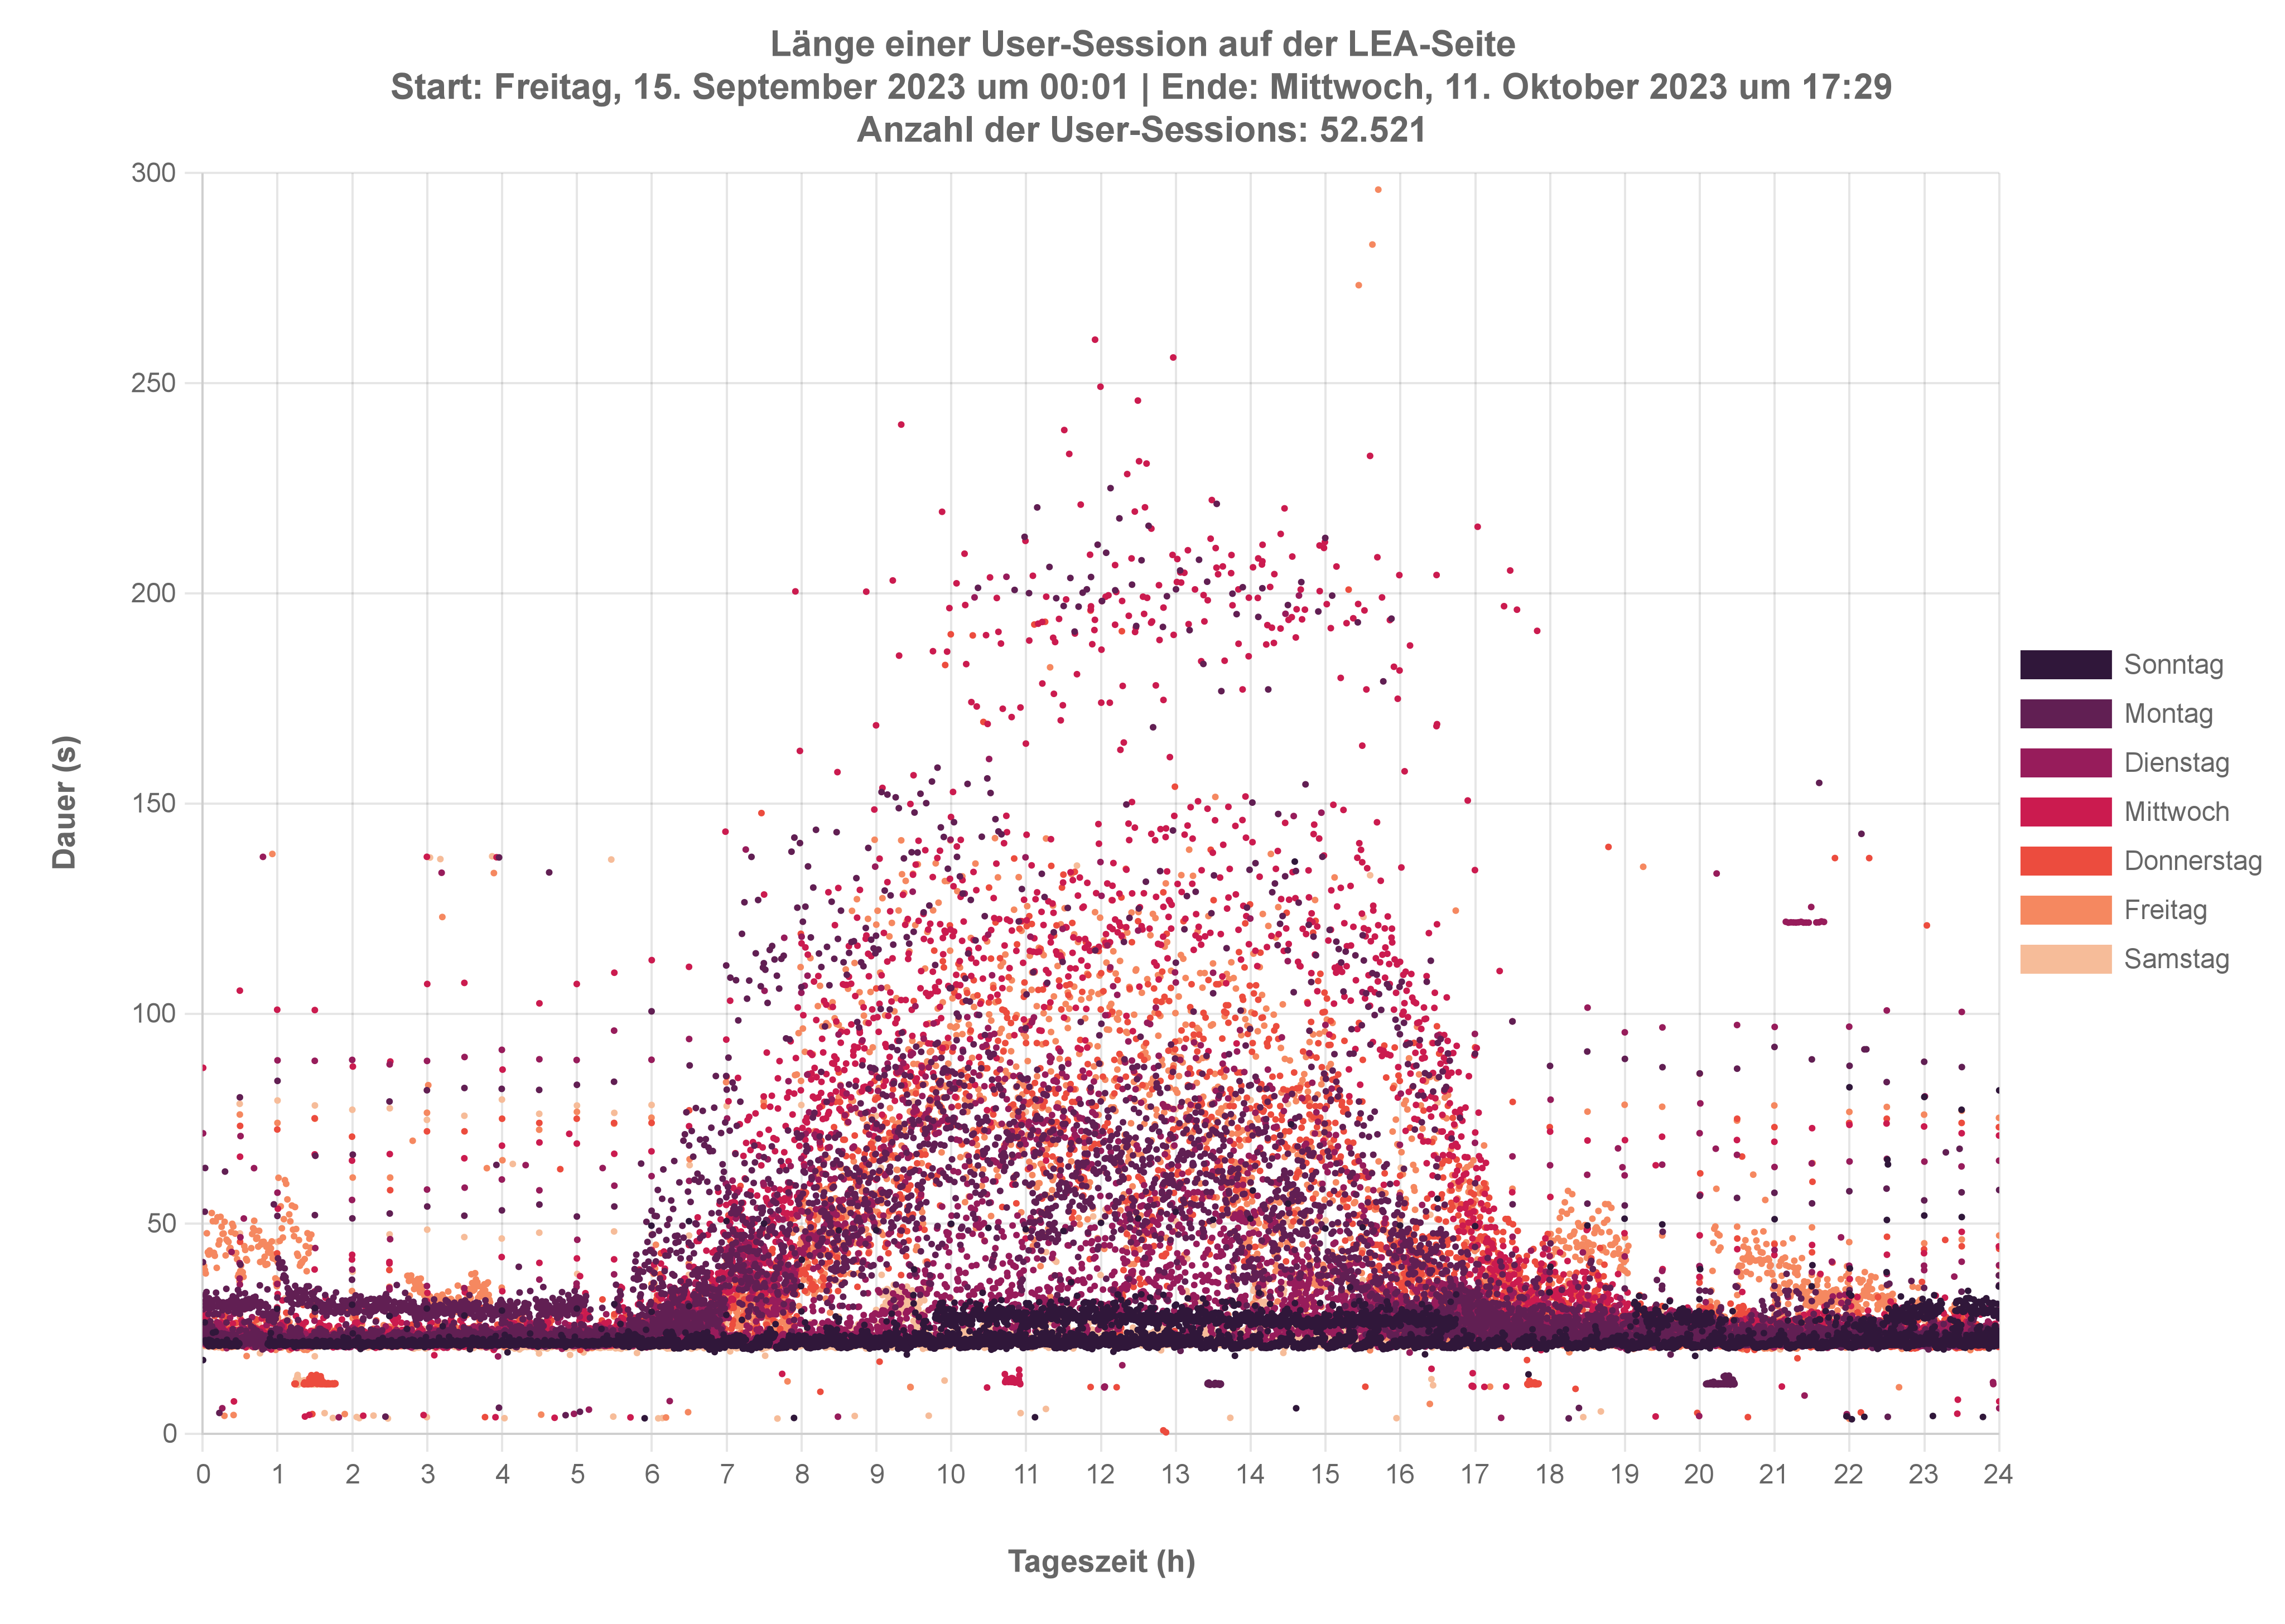 Länge einer User-Session auf der LEA-Seite
Start: Freitag, 15. September 2023 um 00:01 | Ende: Mittwoch, 11. Oktober 2023 um 17:29
Anzahl der User-Sessions: 52.521
300
250
200
150
100
50
0
Dauer (s)
0 1 2 3 4 5 6 7 8 9 10 11 12 13 14 15 16 17 18 19 20 21 22 23 24
Tageszeit (h)
Sonntag
Montag
Dienstag
Mittwoch
Donnerstag
Freitag
Samstag